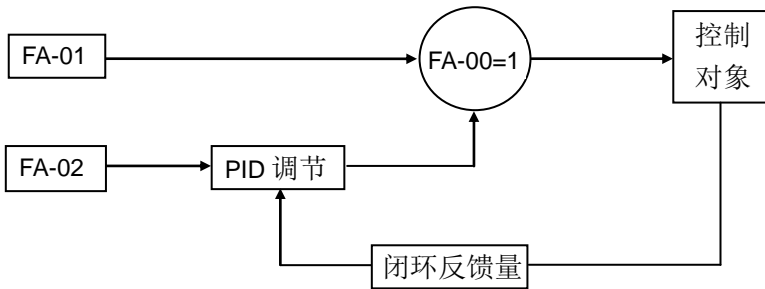 FA-01
FA-00=1
控制
对象
FA-02
PID 调节
闭环反馈量